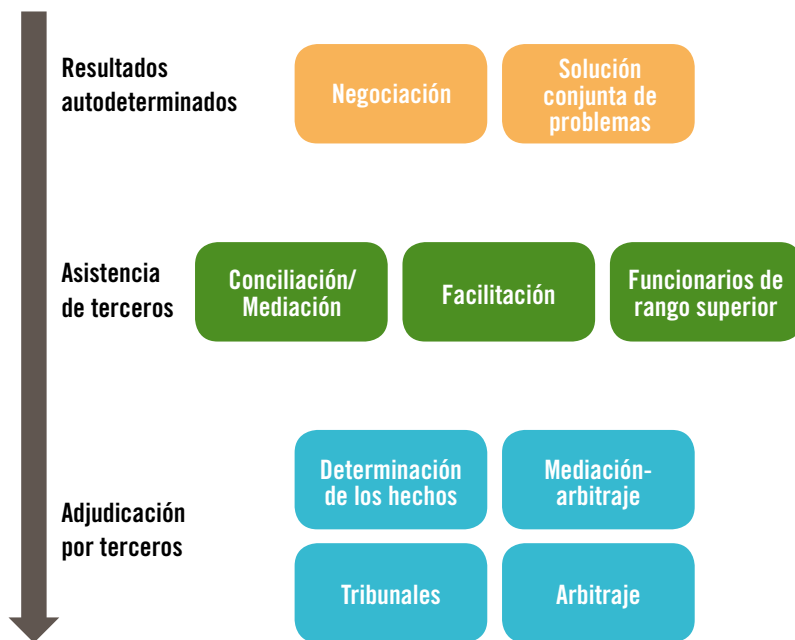 Resultados
autodeterminados
Negociación
Solución
conjunta de
problemas
Asistencia
de terceros
Conciliación/
Mediación
Facilitación
Funcionarios de
rango superior
Adjudicación
por terceros
Determinación
de los hechos
Mediación-
arbitraje
Tribunales
Arbitraje